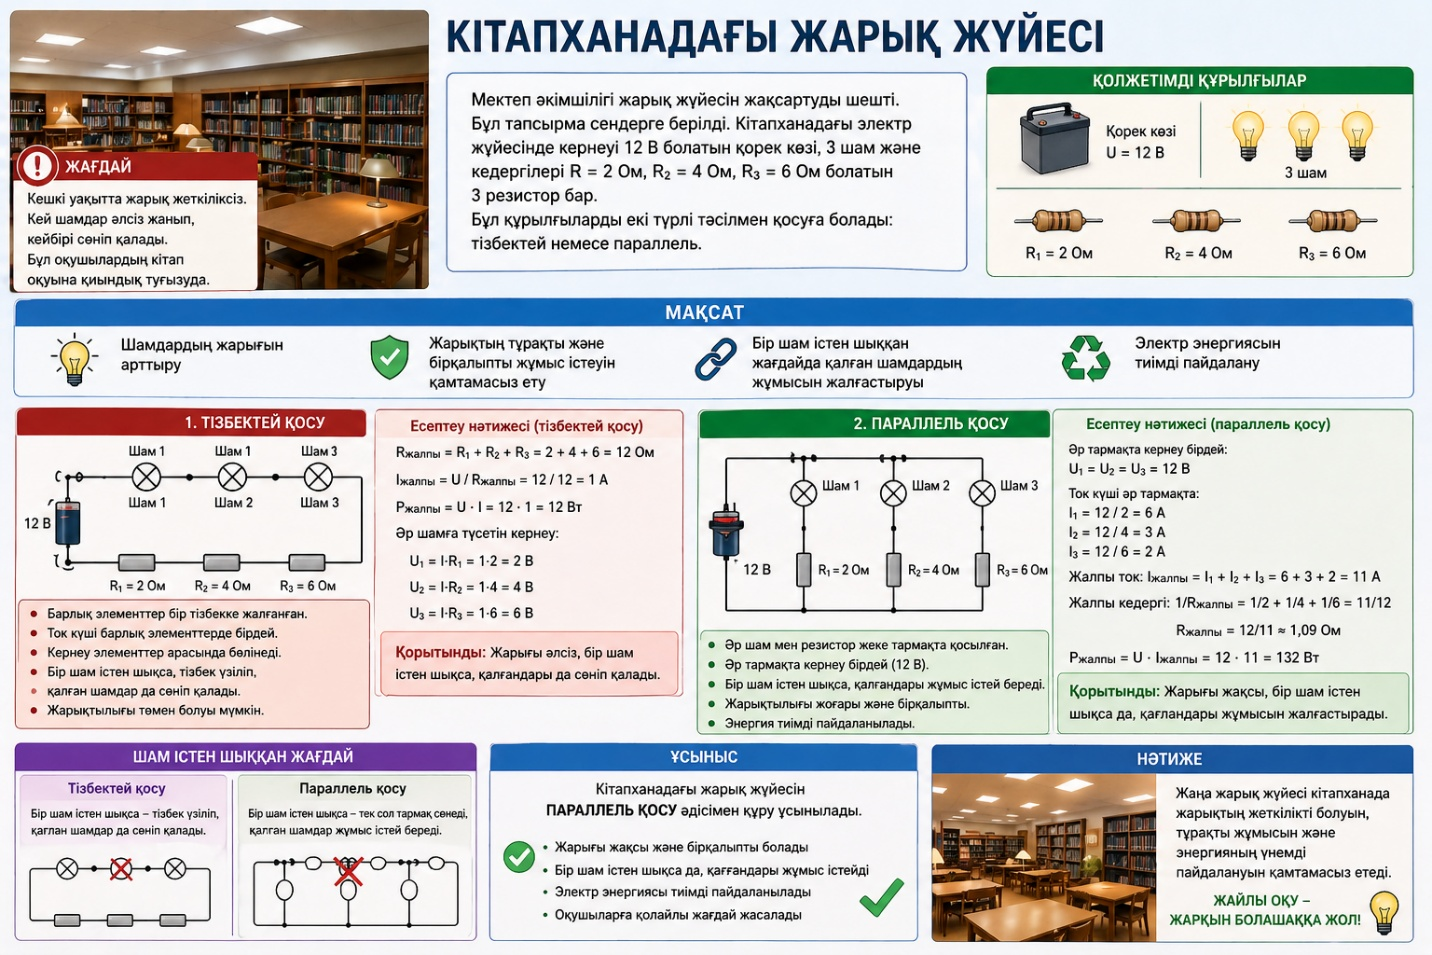 КІТАПХАНАДАҒЫ ЖАРЫҚ ЖҮЙЕСІ
ЖАҒДАЙ
Кешкі уақытта жарық жеткіліксіз.
Кей шамдар әлсіз жанып,
кейбірі сөніп қалады.
Бұл оқушылардың кітап
оқуына қиындық туғызуда.
Мектеп әкімшілігі жарық жүйесін жақсартуды шешті.
Бұл тапсырма сендерге берілді. Кітапханадағы электр
жүйесінде кернеуі 12 В болатын қорек көзі, 3 шам және
кедергілері R = 2 Ом, R₂ = 4 Ом, R₃ = 6 Ом болатын
3 резистор бар.
Бұл құрылғыларды екі түрлі тәсілмен қосуға болады:
тізбектей немесе параллель.
ҚОЛЖЕТІМДІ ҚҰРЫЛҒЫЛАР
Қорек көзі
U = 12 В
3 шам
R₁ = 2 Ом
R₂ = 4 Ом
R₃ = 6 Ом
МАҚСАТ
Шамдардың жарығын
арттыру
Жарықтың тұрақты және
бірқалыпты жұмыс істеуін
қамтамасыз ету
Бір шам істен шыққан
жағдайда қалған шамдардың
жұмысын жалғастыруы
Электр энергиясын
тиімді пайдалану
1. ТІЗБЕКТЕЙ ҚОСУ
Шам 1
Шам 1
Шам 3
Шам 1
Шам 2
Шам 3
12 В
R₁ = 2 Ом
R₂ = 4 Ом
R₃ = 6 Ом
Барлық элементтер бір тізбекке жалғанған.
Ток күші барлық элементтерде бірдей.
Кернеу элементтер арасында бөлінеді.
Бір шам істен шықса, тізбек үзіліп,
қалған шамдар да сөніп қалады.
Жарықтылығы төмен болуы мүмкін.
Есептеу нәтижесі (тізбектей қосу)
Rжалпы = R₁ + R₂ + R₃ = 2 + 4 + 6 = 12 Ом
Iжалпы = U / Rжалпы = 12 / 12 = 1 А
Pжалпы = U · I = 12 · 1 = 12 Вт
Әр шамға түсетін кернеу:
U₁ = I·R₁ = 1·2 = 2 В
U₂ = I·R₂ = 1·4 = 4 В
U₃ = I·R₃ = 1·6 = 6 В
Қорытынды: Жарығы әлсіз, бір шам
істен шықса, қалғандары да сөніп қалады.
2. ПАРАЛЛЕЛЬ ҚОСУ
Шам 1
Шам 2
Шам 3
12 В
R₁ = 2 Ом
R₂ = 4 Ом
R₃ = 6 Ом
Әр шам мен резистор жеке тармақта қосылған.
Әр тармақта кернеу бірдей (12 В).
Бір шам істен шықса, қалғандары жұмыс істей береді.
Жарықтылығы жоғары және бірқалыпты.
Энергия тиімді пайдаланылады.
Есептеу нәтижесі (параллель қосу)
Әр тармақта кернеу бірдей:
U₁ = U₂ = U₃ = 12 В
Ток күші әр тармақта:
I₁ = 12 / 2 = 6 А
I₂ = 12 / 4 = 3 А
I₃ = 12 / 6 = 2 А
Жалпы ток: Iжалпы = I₁ + I₂ + I₃ = 6 + 3 + 2 = 11 А
Жалпы кедергі: 1/Rжалпы = 1/2 + 1/4 + 1/6 = 11/12
Rжалпы = 12/11 ≈ 1,09 Ом
Pжалпы = U · Iжалпы = 12 · 11 = 132 Вт
Қорытынды: Жарығы жақсы, бір шам істен
шықса да, қағландары жұмысын жалғастырады.
ШАМ ІСТЕН ШЫҚҚАН ЖАҒДАЙ
Тізбектей қосу
Бір шам істен шықса – тізбек үзіліп,
қаглан шамдар да сөніп қалады.
Параллель қосу
Бір шам істен шықса – тек сол тармақ сөнеді,
қалған шамдар жұмыс істей береді.
ҰСЫНЫС
Кітапханадағы жарық жүйесін
ПАРАЛЛЕЛЬ ҚОСУ әдісімен құру ұсынылады.
Жарығы жақсы және бірқалыпты болады
Бір шам істен шықса да, қағғандары жұмыс істейді
Электр энергиясы тиімді пайдаланылады
Оқушыларға қолайлы жағдай жасалады
НӘТИЖЕ
Жаңа жарық жүйесі кітапханада
жарықтың жеткілікті болуын,
тұрақты жұмысын және
энергияның үнемді
пайдалануын қамтамасыз етеді.
ЖАЙЛЫ ОҚУ –
ЖАРҚЫН БОЛАШАҚҚА ЖОЛ!